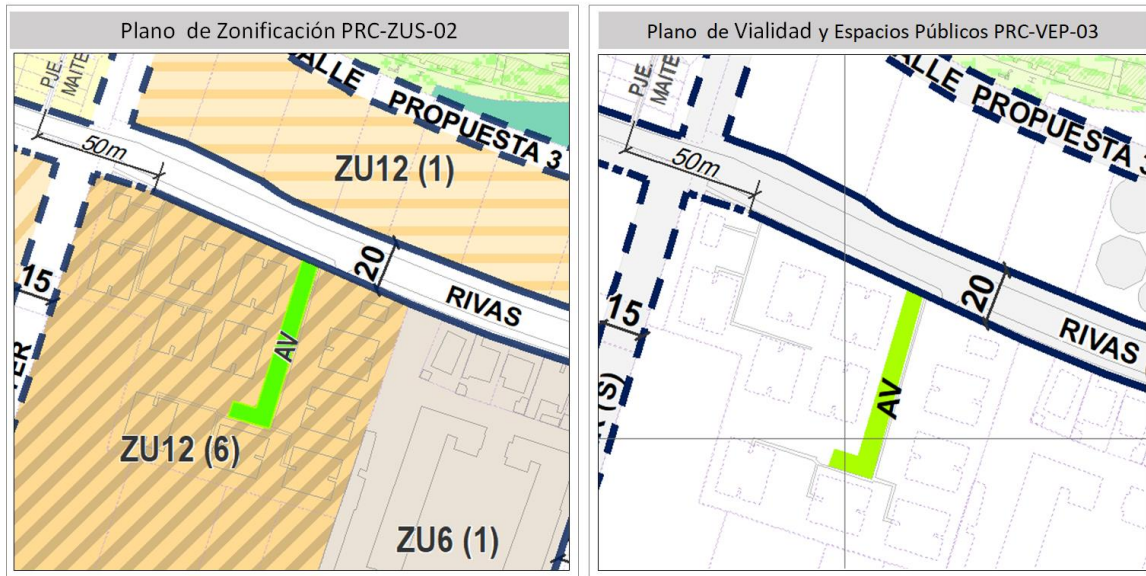 Plano de Zonificación PRC-ZUS-02
PJE.
MAITE
ALLE PROPUESTA 3
50m
ZU12 (1)
20
RIVAS
15
AV
ZU12 (6)
ZU6 (1)
Plano de Vialidad y Espacios Públicos PRC-VEP-03
PJE.
MAITE
ALLE PROPUESTA 3
50m
20
RIVAS
15
AV
(S)